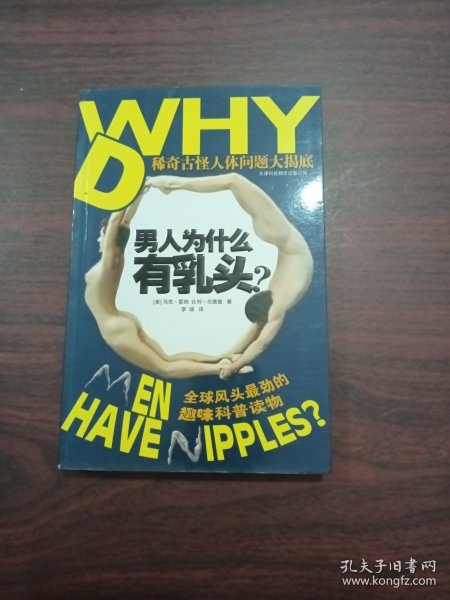 WHY
D
稀奇古怪人体问题大揭底
天津科技翻译出版公司
男人为什么
有乳头?
[美] 马克·雷纳 比利·戈德堡 著
李锁 译
MEN
全球风头最劲的
趣味科普读物
HAVE NIPPLES?
孔夫子旧书网
www.kongfz.com